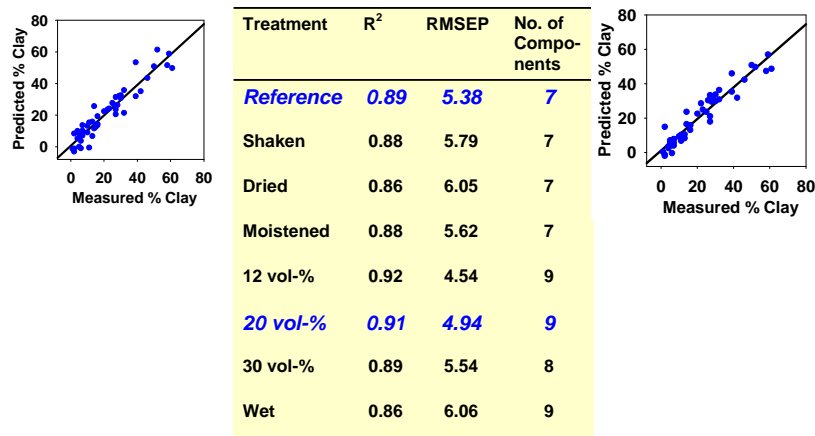 80
60
40
20
0
Predicted % Clay
0 20 40 60 80
Measured % Clay
Treatment R2 RMSEP No. of
Compo-
nents
Reference 0.89 5.38 7
Shaken 0.88 5.79 7
Dried 0.86 6.05 7
Moistened 0.88 5.62 7
12 vol-% 0.92 4.54 9
20 vol-% 0.91 4.94 9
30 vol-% 0.89 5.54 8
Wet 0.86 6.06 9
80
60
40
20
0
Predicted % Clay
0 20 40 60 80
Measured % Clay